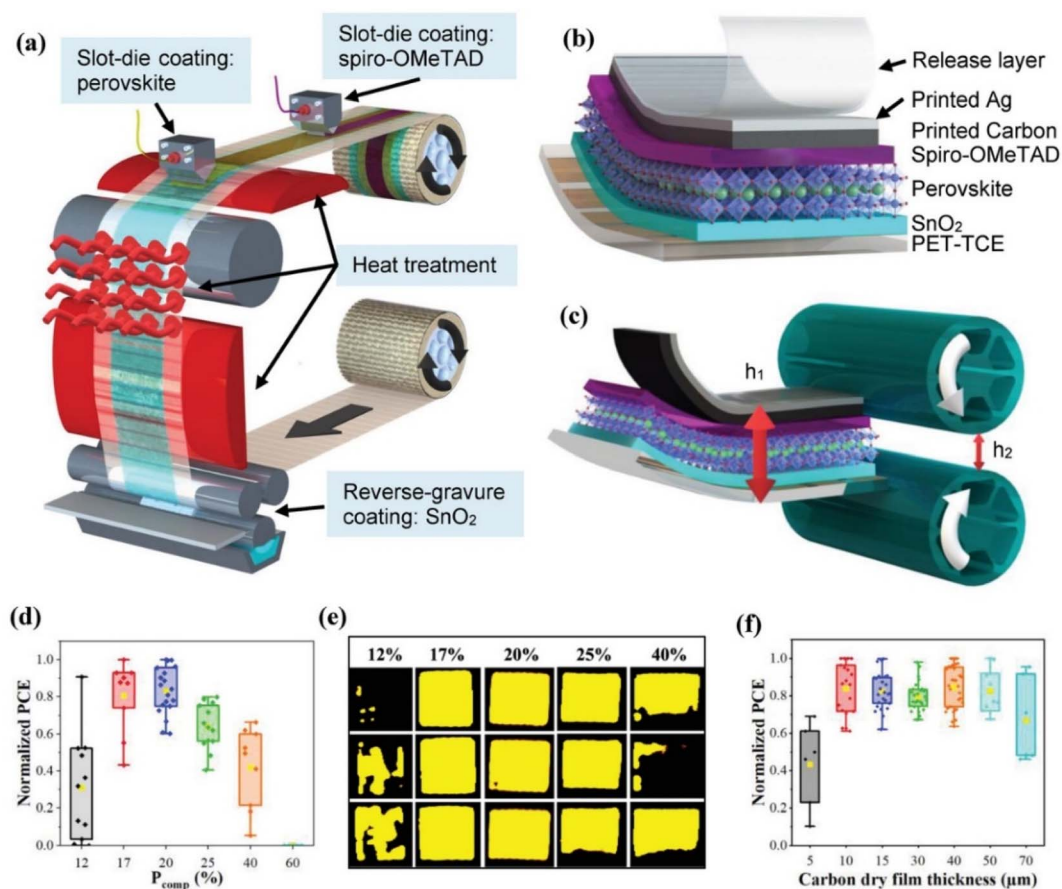 (a)
Slot-die coating:
perovskite
Slot-die coating:
spiro-OMeTAD
Heat treatment
Reverse-gravure
coating: SnO₂
(b)
Release layer
Printed Ag
Printed Carbon
Spiro-OMeTAD
Perovskite
SnO₂
PET-TCE
(c)
h₁
h₂
(d)
Normalized PCE
1.0
0.8
0.6
0.4
0.2
0.0
12 17 20 25 40 60
P_comp (%)
(e)
12% 17% 20% 25% 40%
(f)
Normalized PCE
1.0
0.8
0.6
0.4
0.2
0.0
5 10 15 30 40 50 70
Carbon dry film thickness (μm)